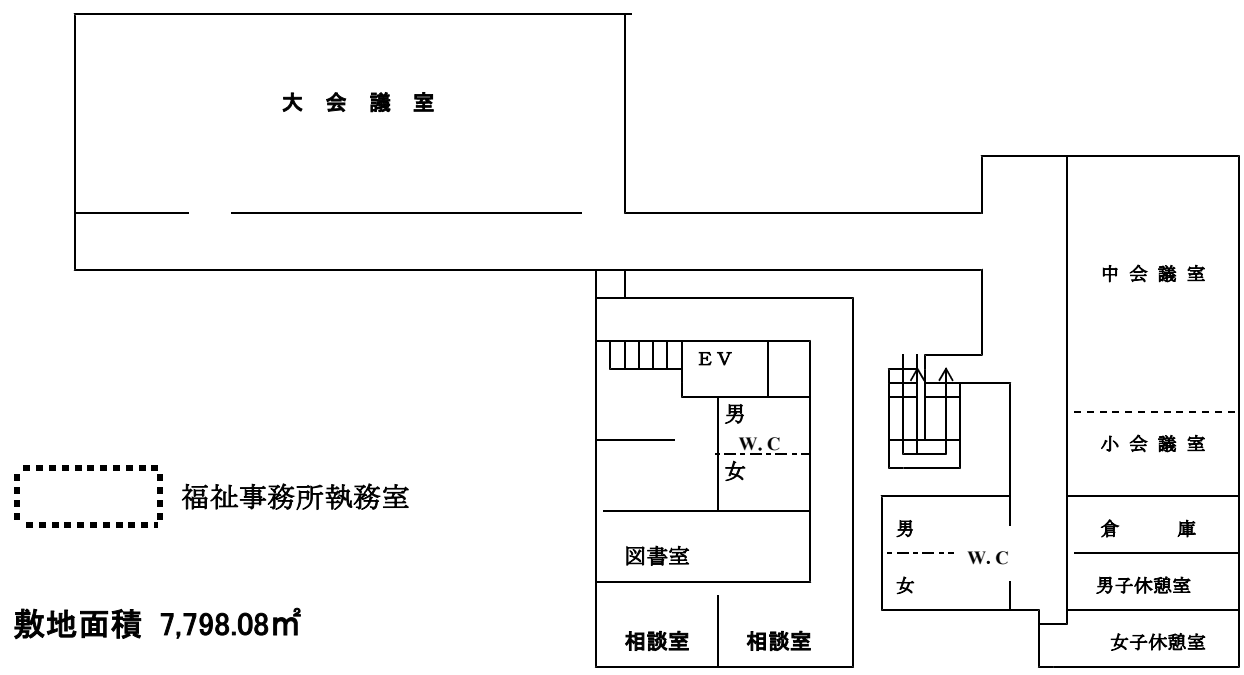 大会議室
中会議室
EV
男
W.C
女
小会議室
福祉事務所執務室
図書室
男
W.C
女
倉庫
男子休憩室
敷地面積 7,798.08㎡
相談室
相談室
女子休憩室